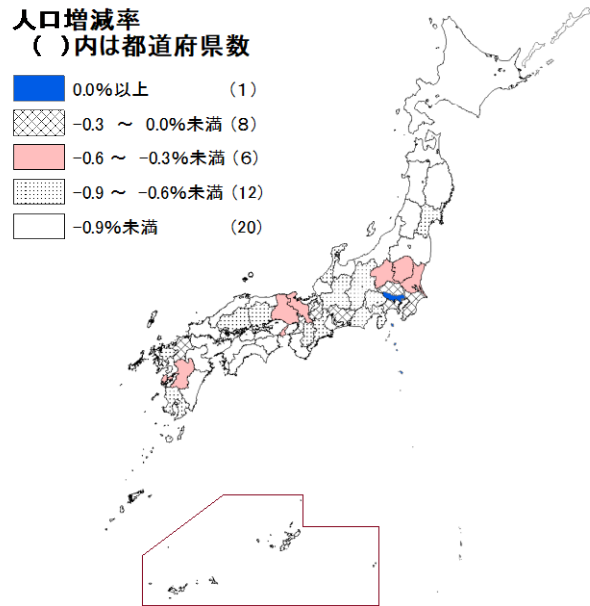 人口増減率
( )内は都道府県数
0.0%以上 (1)
-0.3 ~ 0.0%未満 (8)
-0.6 ~ -0.3%未満 (6)
-0.9 ~ -0.6%未満 (12)
-0.9%未満 (20)